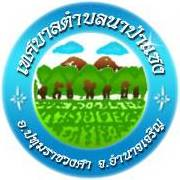 เทศบาลตำบลนาป่าแซง
อ.ปทุมราชวงศา จ.อำนาจเจริญ